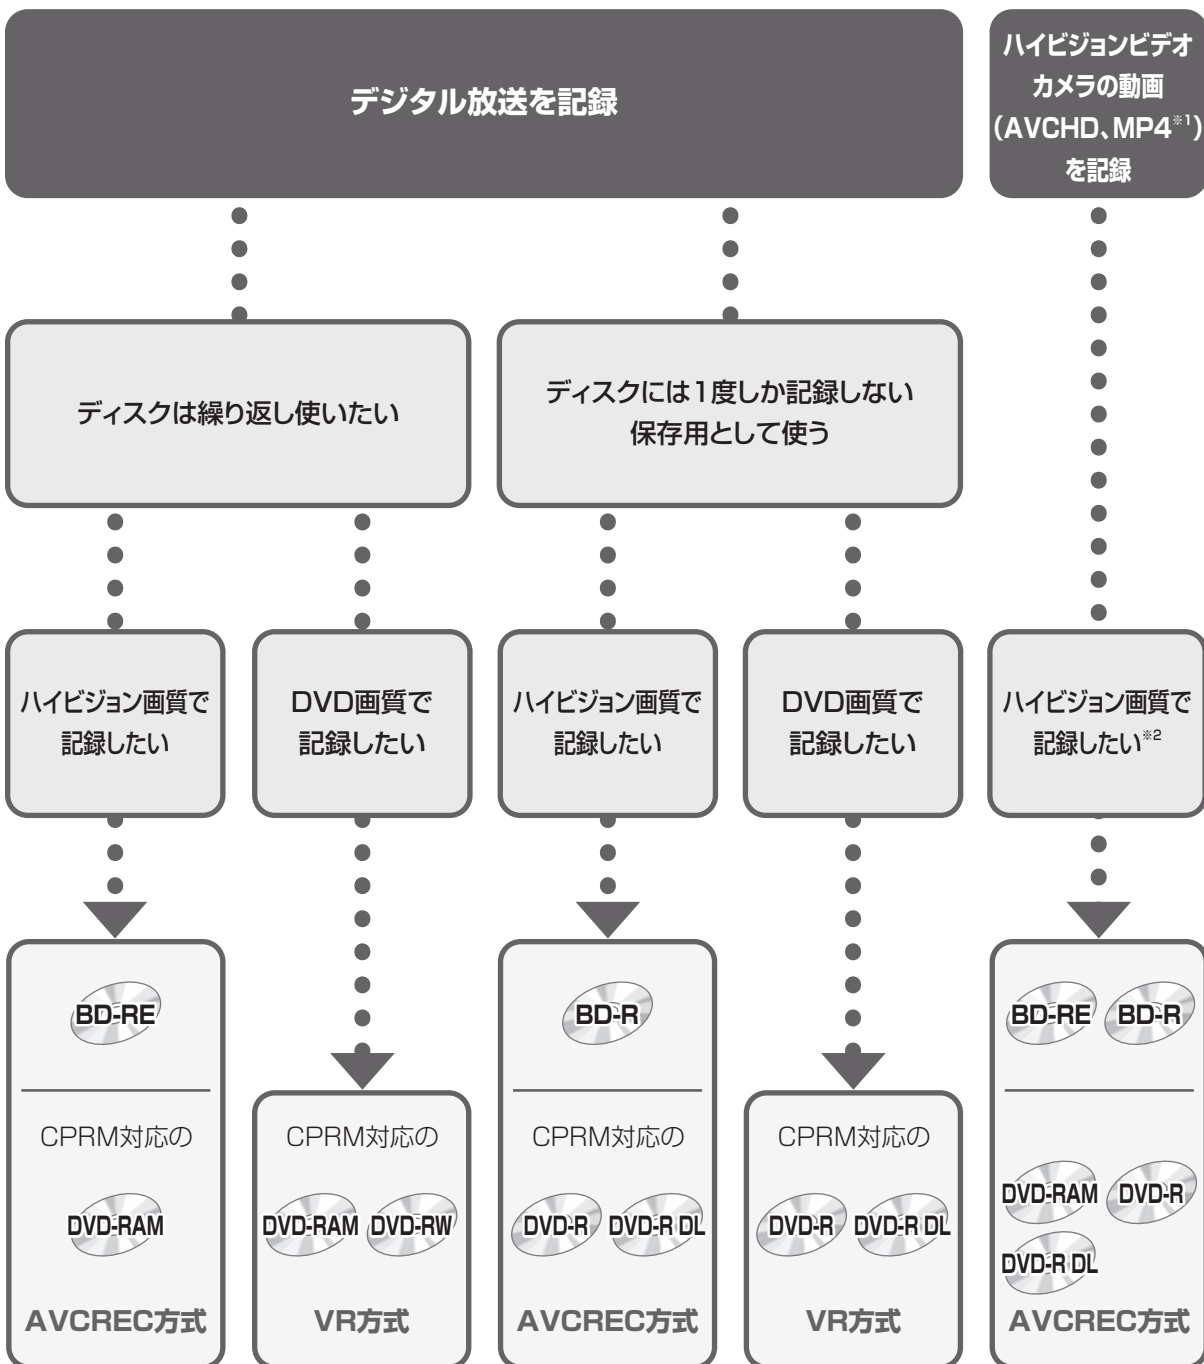 デジタル放送を記録
ハイビジョンビデオ
カメラの動画
(AVCHD、MP4※1)
を記録
ディスクは繰り返し使いたい
ディスクには1度しか記録しない
保存用として使う
ハイビジョン画質で
記録したい
DVD画質で
記録したい
ハイビジョン画質で
記録したい
DVD画質で
記録したい
ハイビジョン画質で
記録したい※2
BD-RE
CPRM対応の
DVD-RAM
AVCREC方式
CPRM対応の
DVD-RAM DVD-RW
VR方式
BD-R
CPRM対応の
DVD-R DVD-R DL
AVCREC方式
CPRM対応の
DVD-R DVD-R DL
VR方式
BD-RE BD-R
DVD-RAM DVD-R
DVD-R DL
AVCREC方式